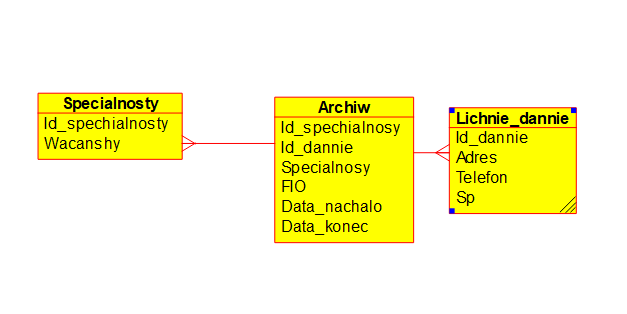 Specialnosty
Id_spechialnosty
Wacanshy
Archiw
Id_spechialnosy
Id_dannie
Specialnosy
FIO
Data_nachalo
Data_konec
Lichnie_dannie
Id_dannie
Adres
Telefon
Sp